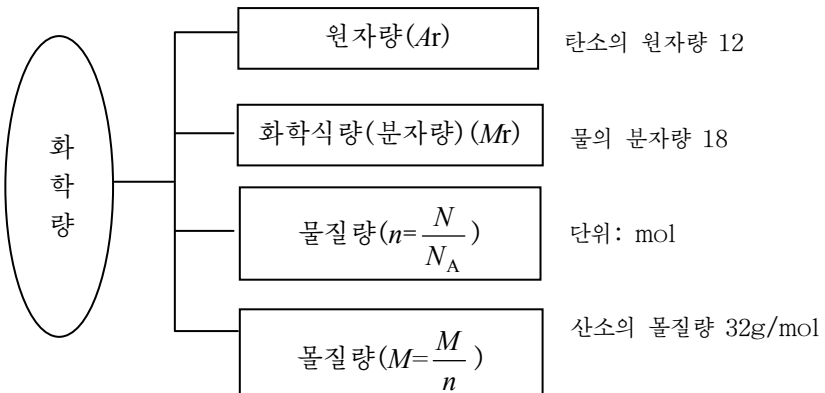 원자량(Ar)
탄소의 원자량 12
화학량
화학식량(분자량)(Mr)
물의 분자량 18
물질량(n=N/N_A)
단위: mol
몰질량(M=M/n)
산소의 몰질량 32g/mol